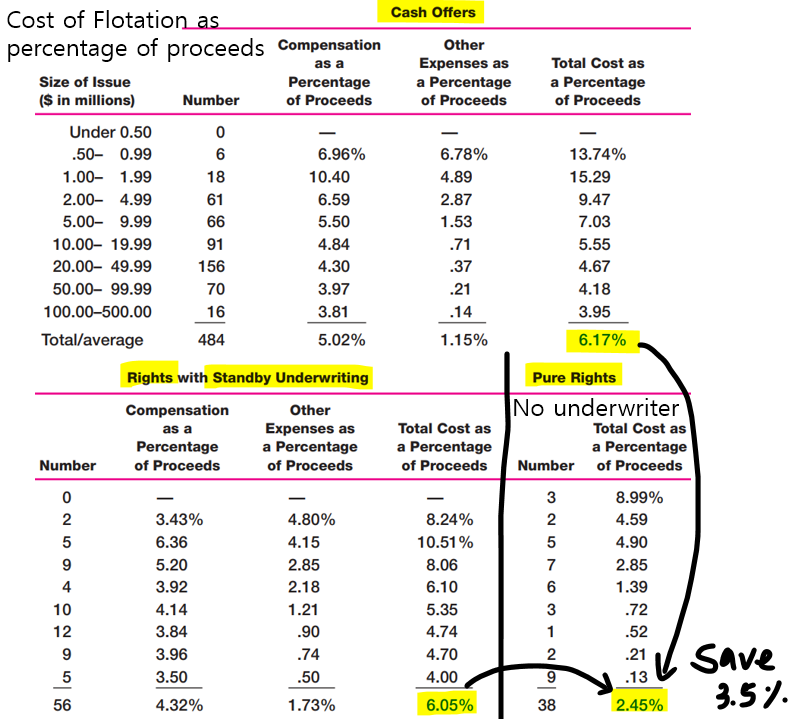 Cost of Flotation as
percentage of proceeds
Cash Offers
Size of Issue
($ in millions)
Number
Compensation
as a
Percentage
of Proceeds
Other
Expenses as
a Percentage
of Proceeds
Total Cost as
a Percentage
of Proceeds
Under 0.50 0 — — —
.50– 0.99 6 6.96% 6.78% 13.74%
1.00– 1.99 18 10.40 4.89 15.29
2.00– 4.99 61 6.59 2.87 9.47
5.00– 9.99 66 5.50 1.53 7.03
10.00– 19.99 91 4.84 .71 5.55
20.00– 49.99 156 4.30 .37 4.67
50.00– 99.99 70 3.97 .21 4.18
100.00–500.00 16 3.81 .14 3.95
Total/average 484 5.02% 1.15% 6.17%
Rights with Standby Underwriting
Pure Rights
No underwriter
Number
Compensation
as a
Percentage
of Proceeds
Other
Expenses as
a Percentage
of Proceeds
Total Cost as
a Percentage
of Proceeds
Number
Total Cost as
a Percentage
of Proceeds
0 — — — 3 8.99%
2 3.43% 4.80% 8.24% 2 4.59
5 6.36 4.15 10.51% 5 4.90
9 5.20 2.85 8.06 7 2.85
4 3.92 2.18 6.10 6 1.39
10 4.14 1.21 5.35 3 .72
12 3.84 .90 4.74 1 .52
9 3.96 .74 4.70 2 .21
5 3.50 .50 4.00 9 .13
56 4.32% 1.73% 6.05% 38 2.45%
Save
3.5%.